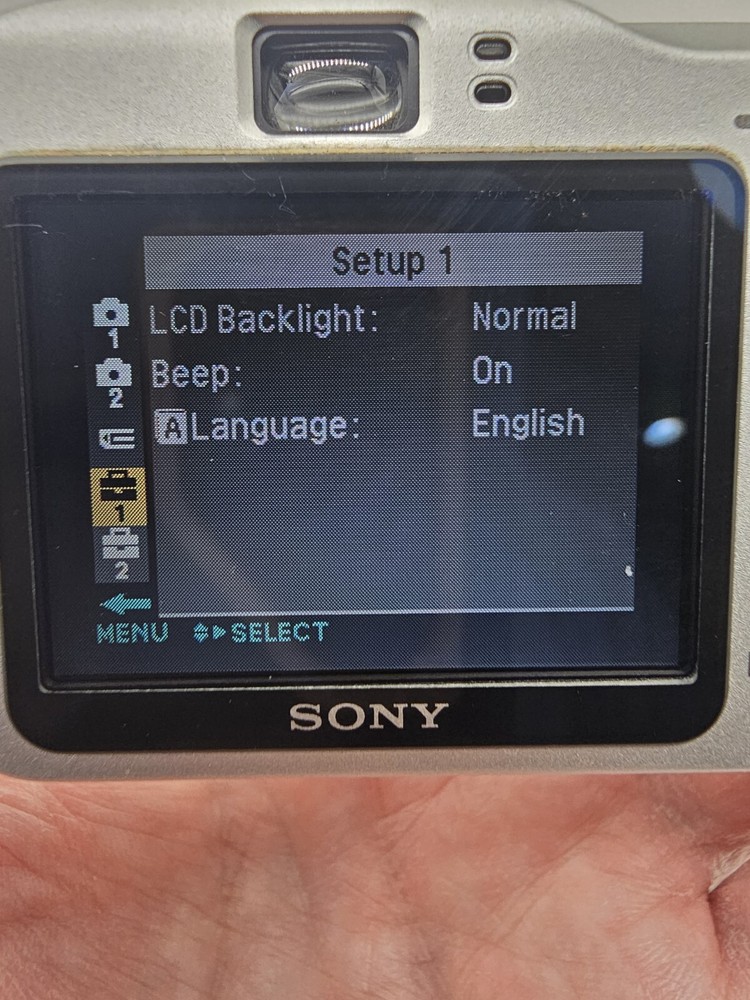 Setup 1
1 LCD Backlight: Normal
2 Beep: On
A Language: English
1
2
MENU SELECT
SONY